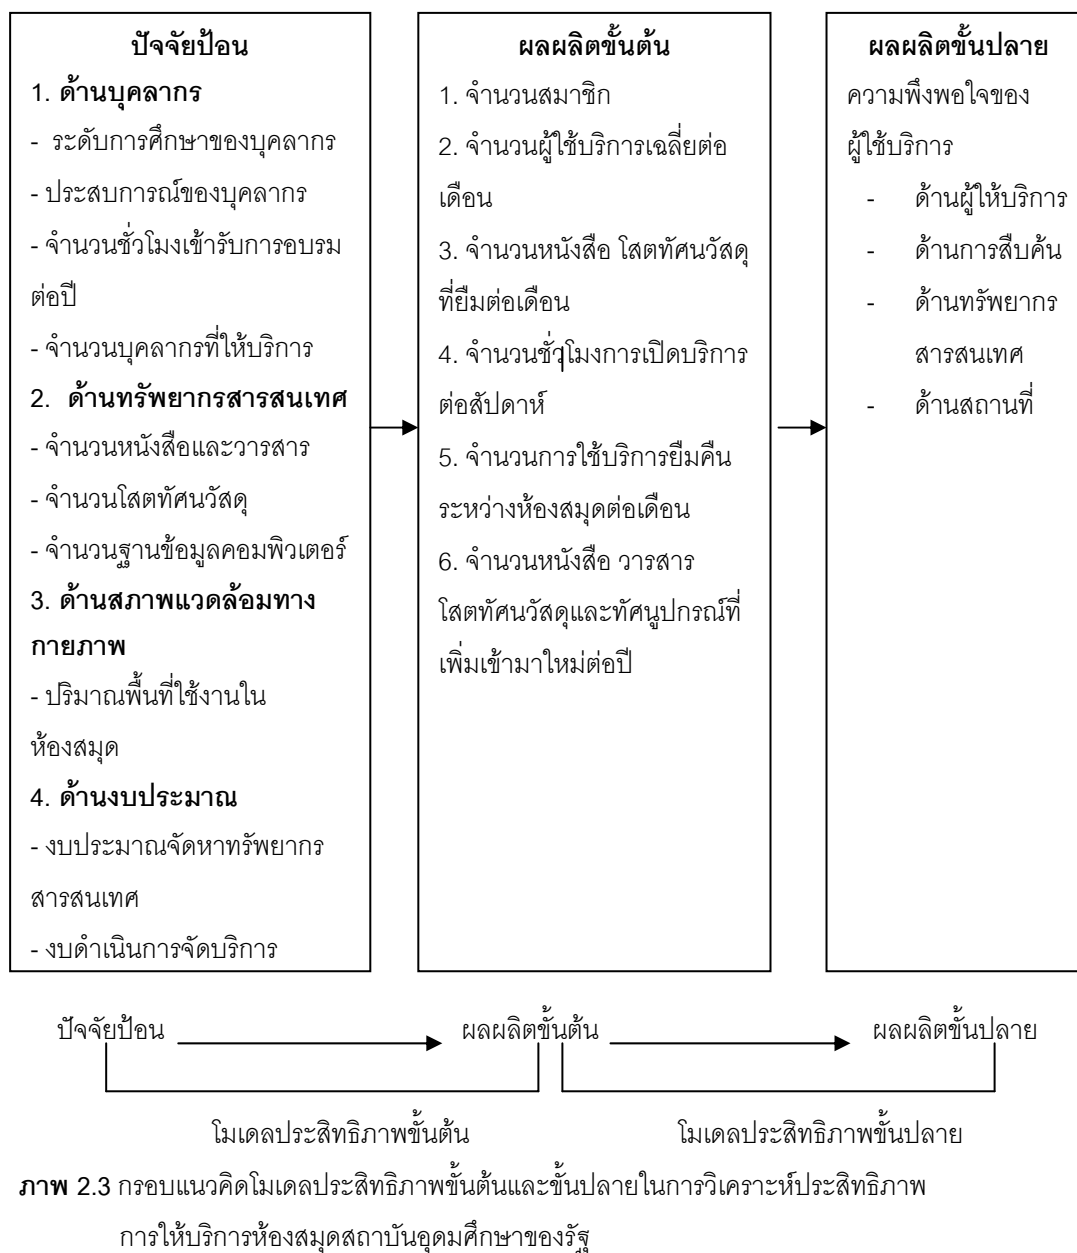 ปัจจัยป้อน
1. ด้านบุคลากร
- ระดับการศึกษาของบุคลากร
- ประสบการณ์ของบุคลากร
- จำนวนชั่วโมงเข้ารับการอบรม
ต่อปี
- จำนวนบุคลากรที่ให้บริการ
2. ด้านทรัพยากรสารสนเทศ
- จำนวนหนังสือและวารสาร
- จำนวนโสตทัศนวัสดุ
- จำนวนฐานข้อมูลคอมพิวเตอร์
3. ด้านสภาพแวดล้อมทาง
กายภาพ
- ปริมาณพื้นที่ใช้งานใน
ห้องสมุด
4. ด้านงบประมาณ
- งบประมาณจัดหาทรัพยากร
สารสนเทศ
- งบดำเนินการจัดบริการ
ผลผลิตขั้นต้น
1. จำนวนสมาชิก
2. จำนวนผู้ใช้บริการเฉลี่ยต่อ
เดือน
3. จำนวนหนังสือ โสตทัศนวัสดุ
ที่ยืมต่อเดือน
4. จำนวนชั่วโมงการเปิดบริการ
ต่อสัปดาห์
5. จำนวนการใช้บริการยืมคืน
ระหว่างห้องสมุดต่อเดือน
6. จำนวนหนังสือ วารสาร
โสตทัศนวัสดุและทัศนูปกรณ์ที่
เพิ่มเข้ามาใหม่ต่อปี
ผลผลิตขั้นปลาย
ความพึงพอใจของ
ผู้ใช้บริการ
- ด้านผู้ให้บริการ
- ด้านการสืบค้น
- ด้านทรัพยากร
สารสนเทศ
- ด้านสถานที่
ปัจจัยป้อน ผลผลิตขั้นต้น ผลผลิตขั้นปลาย
โมเดลประสิทธิภาพขั้นต้น โมเดลประสิทธิภาพขั้นปลาย
ภาพ 2.3 กรอบแนวคิดโมเดลประสิทธิภาพขั้นต้นและขั้นปลายในการวิเคราะห์ประสิทธิภาพ
การให้บริการห้องสมุดสถาบันอุดมศึกษาของรัฐ